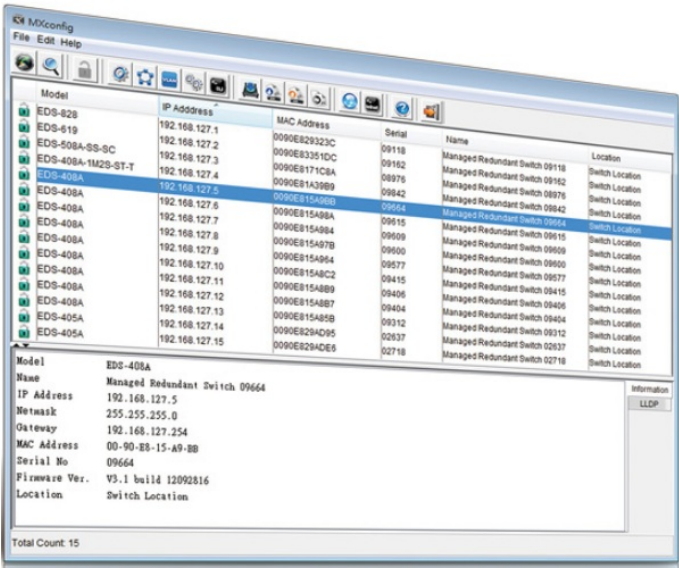 MXconfig
File Edit Help
Model IP Adddress MAC Address Serial Name Location
EDS-828 192.168.127.1 0090E829323C 09118 Managed Redundant Switch 09118 Switch Location
EDS-619 192.168.127.2 0090E83351DC 09162 Managed Redundant Switch 09162 Switch Location
EDS-508A-SS-SC 192.168.127.3 0090E8171C8A 08976 Managed Redundant Switch 08976 Switch Location
EDS-408A-1M2S-ST-T 192.168.127.4 0090E81A39B9 09842 Managed Redundant Switch 09842 Switch Location
EDS-408A 192.168.127.5 0090E815A9BB 09664 Managed Redundant Switch 09664 Switch Location
EDS-408A 192.168.127.6 0090E815A98A 09615 Managed Redundant Switch 09615 Switch Location
EDS-408A 192.168.127.7 0090E815A984 09609 Managed Redundant Switch 09609 Switch Location
EDS-408A 192.168.127.8 0090E815A97B 09600 Managed Redundant Switch 09600 Switch Location
EDS-408A 192.168.127.9 0090E815A964 09577 Managed Redundant Switch 09577 Switch Location
EDS-408A 192.168.127.10 0090E815A8C2 09415 Managed Redundant Switch 09415 Switch Location
EDS-408A 192.168.127.11 0090E815A8B9 09406 Managed Redundant Switch 09406 Switch Location
EDS-408A 192.168.127.12 0090E815A8B7 09404 Managed Redundant Switch 09404 Switch Location
EDS-408A 192.168.127.13 0090E815A85B 09312 Managed Redundant Switch 09312 Switch Location
EDS-405A 192.168.127.14 0090E829AD95 02637 Managed Redundant Switch 02637 Switch Location
EDS-405A 192.168.127.15 0090E829ADE6 02718 Managed Redundant Switch 02718 Switch Location
Model EDS-408A
Name Managed Redundant Switch 09664
IP Address 192.168.127.5
Netmask 255.255.255.0
Gateway 192.168.127.254
MAC Address 00-90-E8-15-A9-BB
Serial No 09664
Firmware Ver. V3.1 build 12092816
Location Switch Location
Information
LLDP
Total Count: 15